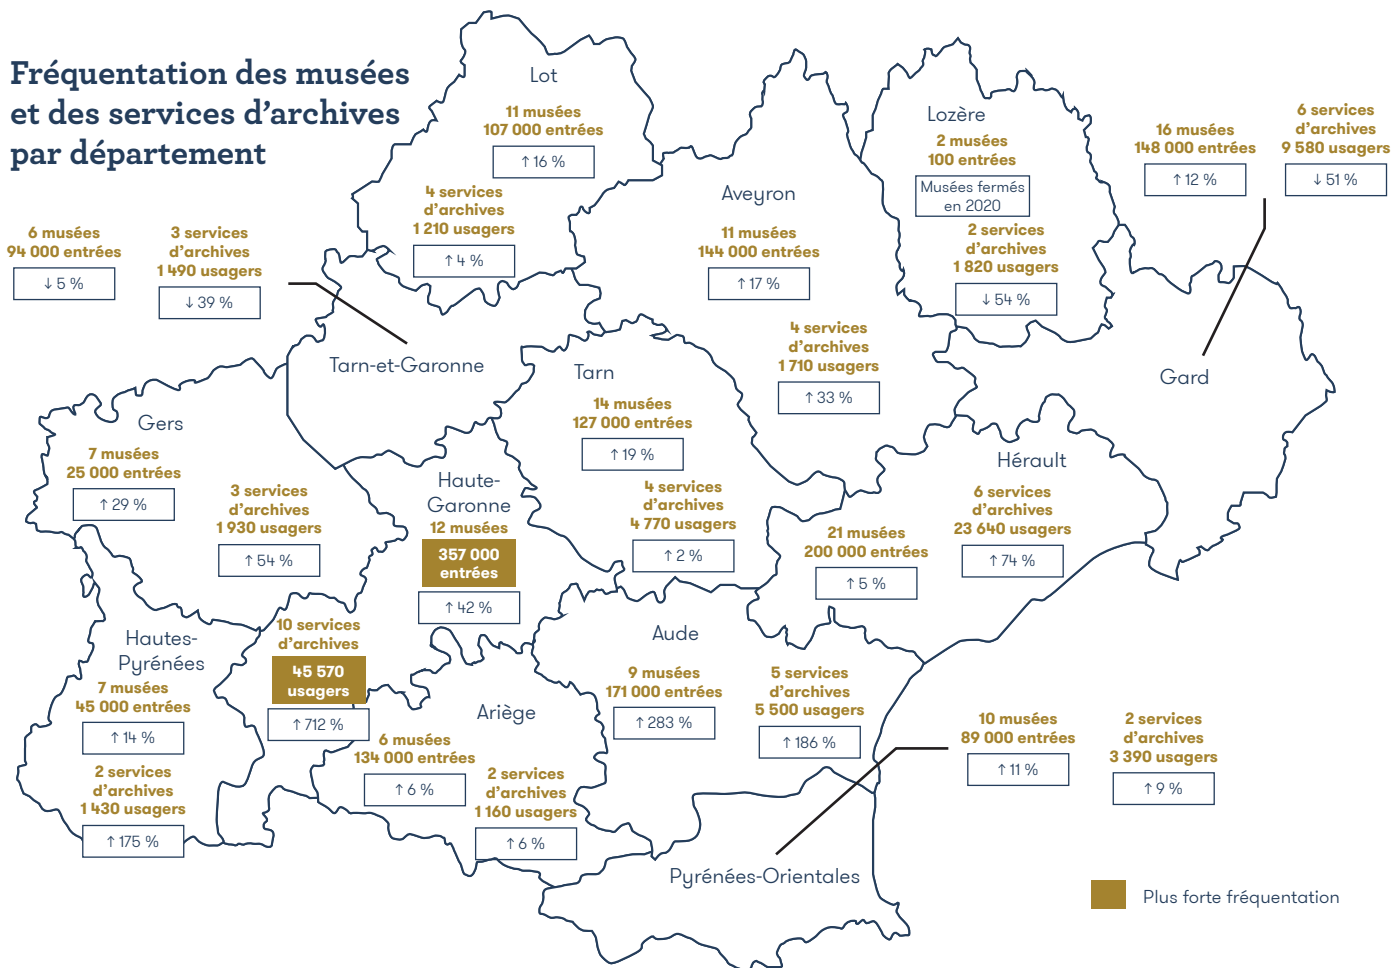 Fréquentation des musées
et des services d'archives
par département
Lot
11 musées
107 000 entrées
↑ 16 %
4 services
d'archives
1 210 usagers
↑ 4 %
Lozère
2 musées
100 entrées
Musées fermés
en 2020
2 services
d'archives
1 820 usagers
↓ 54 %
16 musées
148 000 entrées
↑ 12 %
6 services
d'archives
9 580 usagers
↓ 51 %
Gard
Aveyron
11 musées
144 000 entrées
↑ 17 %
4 services
d'archives
1 710 usagers
↑ 33 %
6 musées
94 000 entrées
↓ 5 %
3 services
d'archives
1 490 usagers
↓ 39 %
Tarn-et-Garonne
Tarn
14 musées
127 000 entrées
↑ 19 %
4 services
d'archives
4 770 usagers
↑ 2 %
Gers
7 musées
25 000 entrées
↑ 29 %
3 services
d'archives
1 930 usagers
↑ 54 %
Haute-
Garonne
12 musées
357 000
entrées
↑ 42 %
10 services
d'archives
45 570
usagers
↑ 712 %
Hérault
6 services
d'archives
23 640 usagers
↑ 74 %
21 musées
200 000 entrées
↑ 5 %
Hautes-
Pyrénées
7 musées
45 000 entrées
↑ 14 %
2 services
d'archives
1 430 usagers
↑ 175 %
Ariège
6 musées
134 000 entrées
↑ 6 %
2 services
d'archives
1 160 usagers
↑ 6 %
Aude
9 musées
171 000 entrées
↑ 283 %
5 services
d'archives
5 500 usagers
↑ 186 %
10 musées
89 000 entrées
↑ 11 %
2 services
d'archives
3 390 usagers
↑ 9 %
Pyrénées-Orientales
Plus forte fréquentation